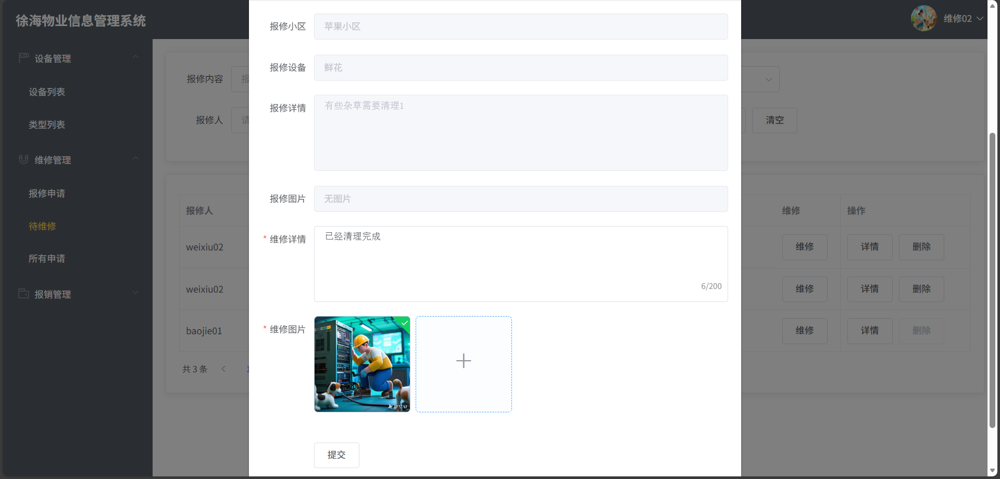 徐海物业信息管理系统
维修02
设备管理
设备列表
类型列表
维修管理
报修申请
待维修
所有申请
报销管理
报修内容
报
报修人
请
清空
报修人
维修
操作
weixiu02
维修
详情
删除
weixiu02
维修
详情
删除
baojie01
维修
详情
删除
共 3 条
1
报修小区
苹果小区
报修设备
鲜花
报修详情
有些杂草需要清理1
报修图片
无图片
* 维修详情
已经清理完成
6/200
* 维修图片
提交